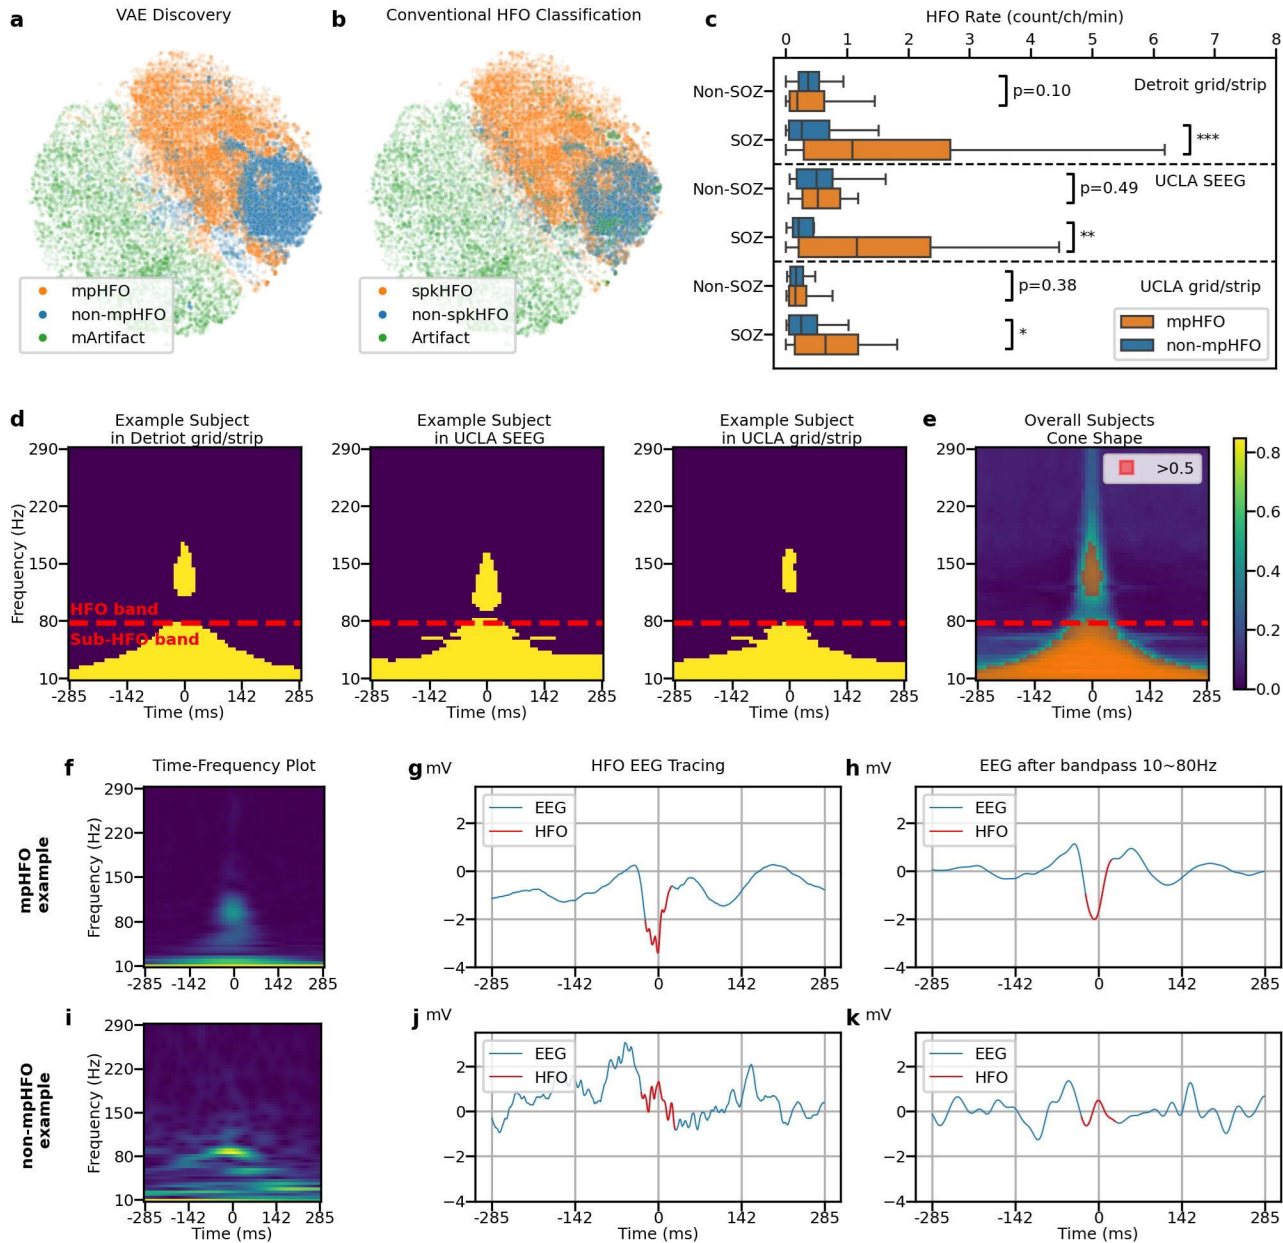 a VAE Discovery
mpHFO
non-mpHFO
mArtifact
b Conventional HFO Classification
spkHFO
non-spkHFO
Artifact
c HFO Rate (count/ch/min)
0 1 2 3 4 5 6 7 8
Non-SOZ p=0.10 Detroit grid/strip
SOZ ***
Non-SOZ p=0.49 UCLA SEEG
SOZ **
Non-SOZ p=0.38 UCLA grid/strip
SOZ *
mpHFO
non-mpHFO
d Example Subject
in Detriot grid/strip
Frequency (Hz)
290
220
150
80
10
HFO band
Sub-HFO band
-285 -142 0 142 285
Time (ms)
Example Subject
in UCLA SEEG
290
220
150
80
10
-285 -142 0 142 285
Time (ms)
Example Subject
in UCLA grid/strip
290
220
150
80
10
-285 -142 0 142 285
Time (ms)
e Overall Subjects
Cone Shape
>0.5
290
220
150
80
10
-285 -142 0 142 285
Time (ms)
0.8
0.6
0.4
0.2
0.0
mpHFO
example
f Time-Frequency Plot
Frequency (Hz)
290
220
150
80
10
-285 -142 0 142 285
g mV HFO EEG Tracing
EEG
HFO
2
0
−2
−4
-285 -142 0 142 285
h mV EEG after bandpass 10~80Hz
EEG
HFO
2
0
−2
−4
-285 -142 0 142 285
non-mpHFO
example
i
Frequency (Hz)
290
220
150
80
10
-285 -142 0 142 285
Time (ms)
j mV
EEG
HFO
2
0
−2
−4
-285 -142 0 142 285
Time (ms)
k mV
EEG
HFO
2
0
−2
−4
-285 -142 0 142 285
Time (ms)